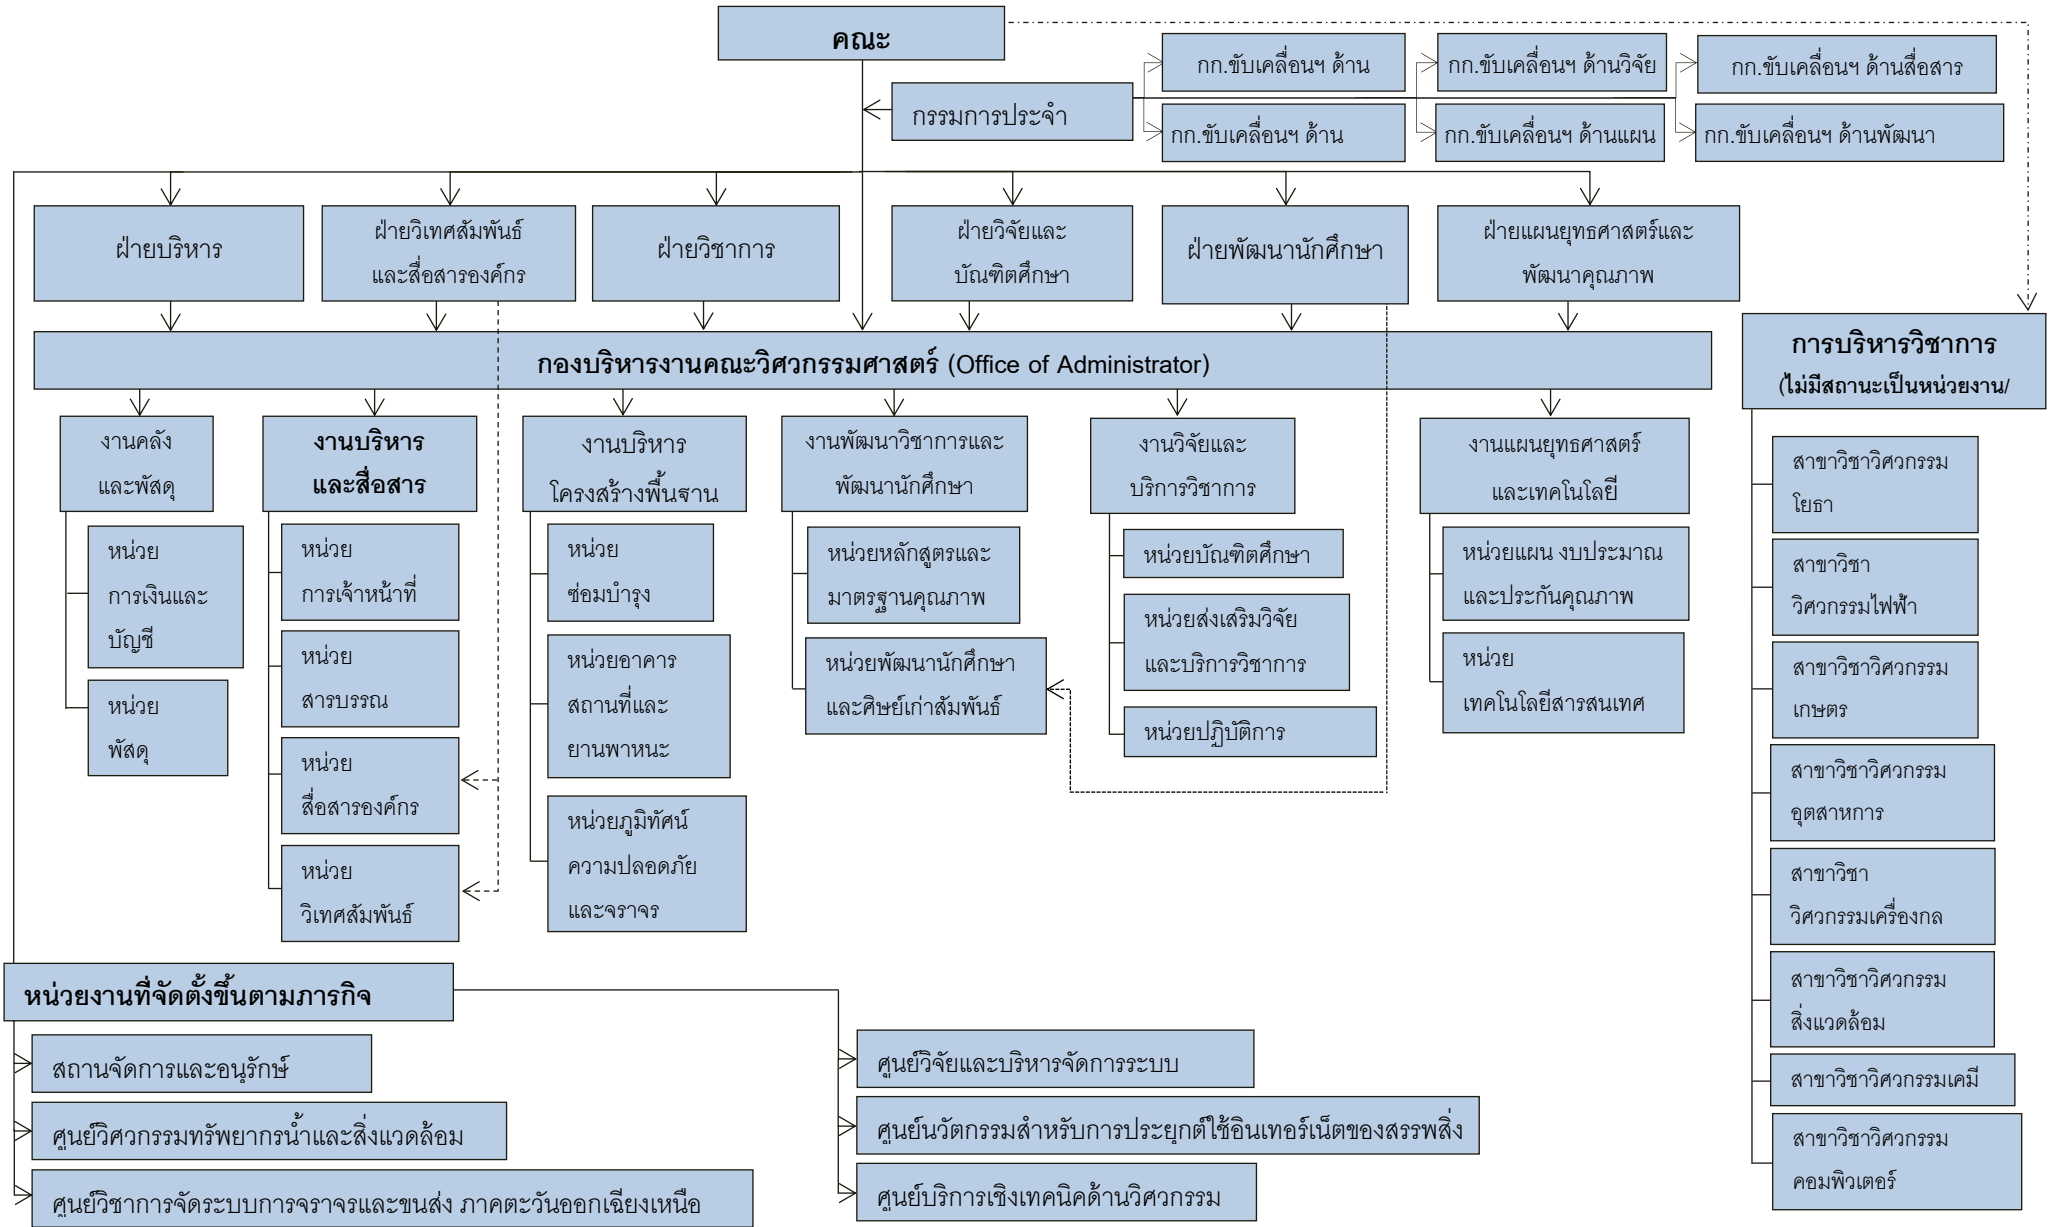 คณะ
กก.ขับเคลื่อนฯ ด้าน
กก.ขับเคลื่อนฯ ด้านวิจัย
กก.ขับเคลื่อนฯ ด้านสื่อสาร
กรรมการประจำ
กก.ขับเคลื่อนฯ ด้าน
กก.ขับเคลื่อนฯ ด้านแผน
กก.ขับเคลื่อนฯ ด้านพัฒนา
ฝ่ายบริหาร
ฝ่ายวิเทศสัมพันธ์
และสื่อสารองค์กร
ฝ่ายวิชาการ
ฝ่ายวิจัยและ
บัณฑิตศึกษา
ฝ่ายพัฒนานักศึกษา
ฝ่ายแผนยุทธศาสตร์และ
พัฒนาคุณภาพ
กองบริหารงานคณะวิศวกรรมศาสตร์ (Office of Administrator)
การบริหารวิชาการ
(ไม่มีสถานะเป็นหน่วยงาน/
งานคลัง
และพัสดุ
หน่วย
การเงินและ
บัญชี
หน่วย
พัสดุ
งานบริหาร
และสื่อสาร
หน่วย
การเจ้าหน้าที่
หน่วย
สารบรรณ
หน่วย
สื่อสารองค์กร
หน่วย
วิเทศสัมพันธ์
งานบริหาร
โครงสร้างพื้นฐาน
หน่วย
ซ่อมบำรุง
หน่วยอาคาร
สถานที่และ
ยานพาหนะ
หน่วยภูมิทัศน์
ความปลอดภัย
และจราจร
งานพัฒนาวิชาการและ
พัฒนานักศึกษา
หน่วยหลักสูตรและ
มาตรฐานคุณภาพ
หน่วยพัฒนานักศึกษา
และศิษย์เก่าสัมพันธ์
งานวิจัยและ
บริการวิชาการ
หน่วยบัณฑิตศึกษา
หน่วยส่งเสริมวิจัย
และบริการวิชาการ
หน่วยปฏิบัติการ
งานแผนยุทธศาสตร์
และเทคโนโลยี
หน่วยแผน งบประมาณ
และประกันคุณภาพ
หน่วย
เทคโนโลยีสารสนเทศ
สาขาวิชาวิศวกรรม
โยธา
สาขาวิชา
วิศวกรรมไฟฟ้า
สาขาวิชาวิศวกรรม
เกษตร
สาขาวิชาวิศวกรรม
อุตสาหการ
สาขาวิชา
วิศวกรรมเครื่องกล
สาขาวิชาวิศวกรรม
สิ่งแวดล้อม
สาขาวิชาวิศวกรรมเคมี
สาขาวิชาวิศวกรรม
คอมพิวเตอร์
หน่วยงานที่จัดตั้งขึ้นตามภารกิจ
สถานจัดการและอนุรักษ์
ศูนย์วิศวกรรมทรัพยากรน้ำและสิ่งแวดล้อม
ศูนย์วิชาการจัดระบบการจราจรและขนส่ง ภาคตะวันออกเฉียงเหนือ
ศูนย์วิจัยและบริหารจัดการระบบ
ศูนย์นวัตกรรมสำหรับการประยุกต์ใช้อินเทอร์เน็ตของสรรพสิ่ง
ศูนย์บริการเชิงเทคนิคด้านวิศวกรรม